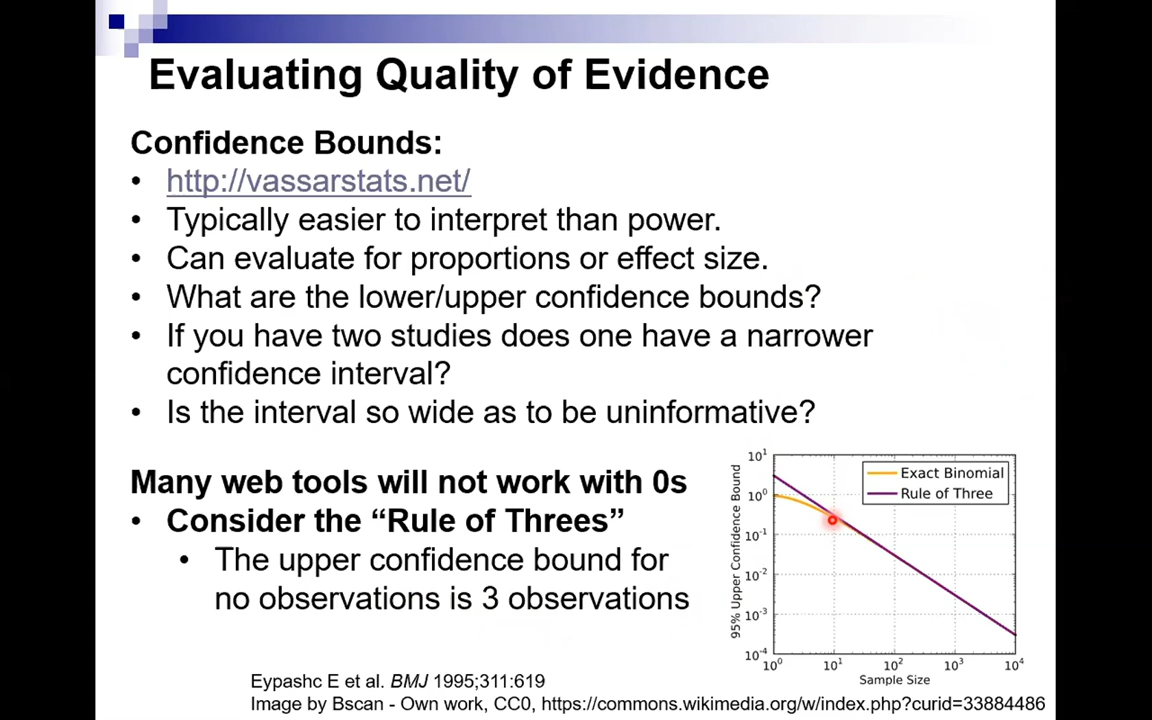 Evaluating Quality of Evidence
Confidence Bounds:
• http://vassarstats.net/
• Typically easier to interpret than power.
• Can evaluate for proportions or effect size.
• What are the lower/upper confidence bounds?
• If you have two studies does one have a narrower
confidence interval?
• Is the interval so wide as to be uninformative?
Many web tools will not work with 0s
• Consider the “Rule of Threes”
• The upper confidence bound for
no observations is 3 observations
95% Upper Confidence Bound
10¹
10⁰
10⁻¹
10⁻²
10⁻³
10⁻⁴
Exact Binomial
Rule of Three
10⁰ 10¹ 10² 10³ 10⁴
Sample Size
Eypashc E et al. BMJ 1995;311:619
Image by Bscan - Own work, CC0, https://commons.wikimedia.org/w/index.php?curid=33884486